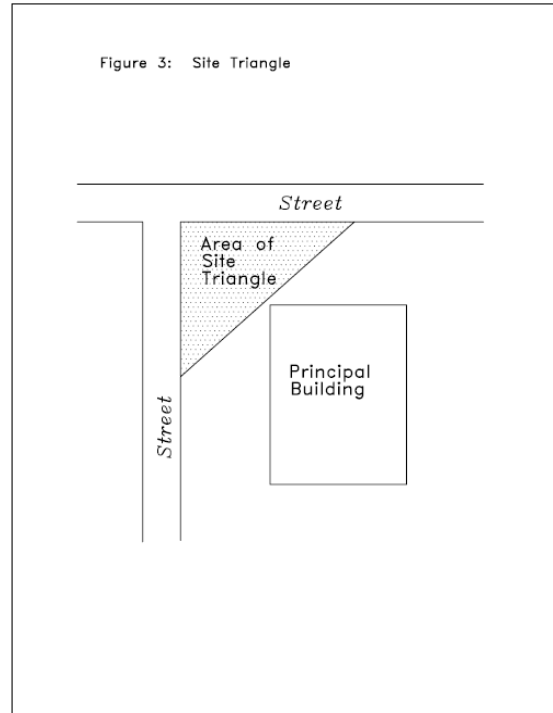 Figure 3: Site Triangle
Street
Area of
Site
Triangle
Principal
Building
Street